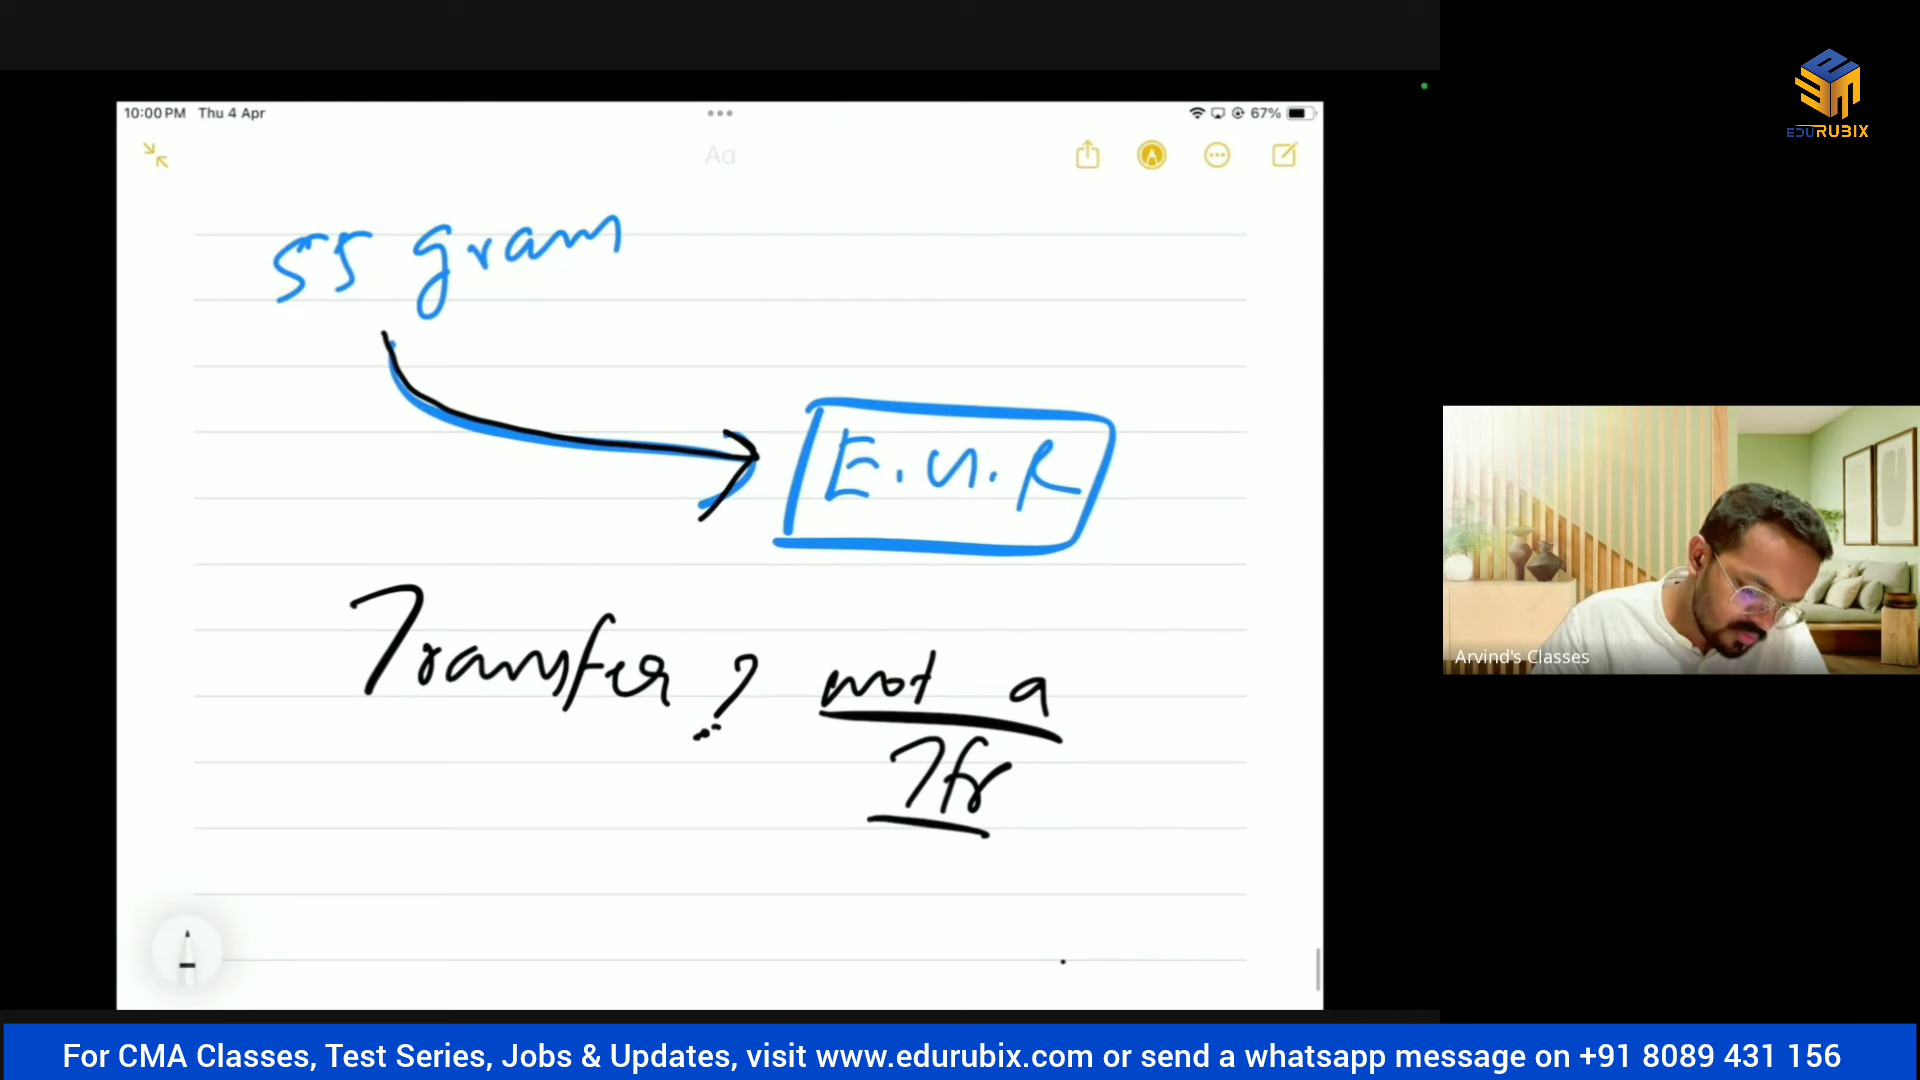 10:00 PM Thu 4 Apr
67%
Aa
55 gram
E.U.R
Transfer? not a
Tfr
EDURUBIX
Arvind's Classes
For CMA Classes, Test Series, Jobs & Updates, visit www.edurubix.com or send a whatsapp message on +91 8089 431 156